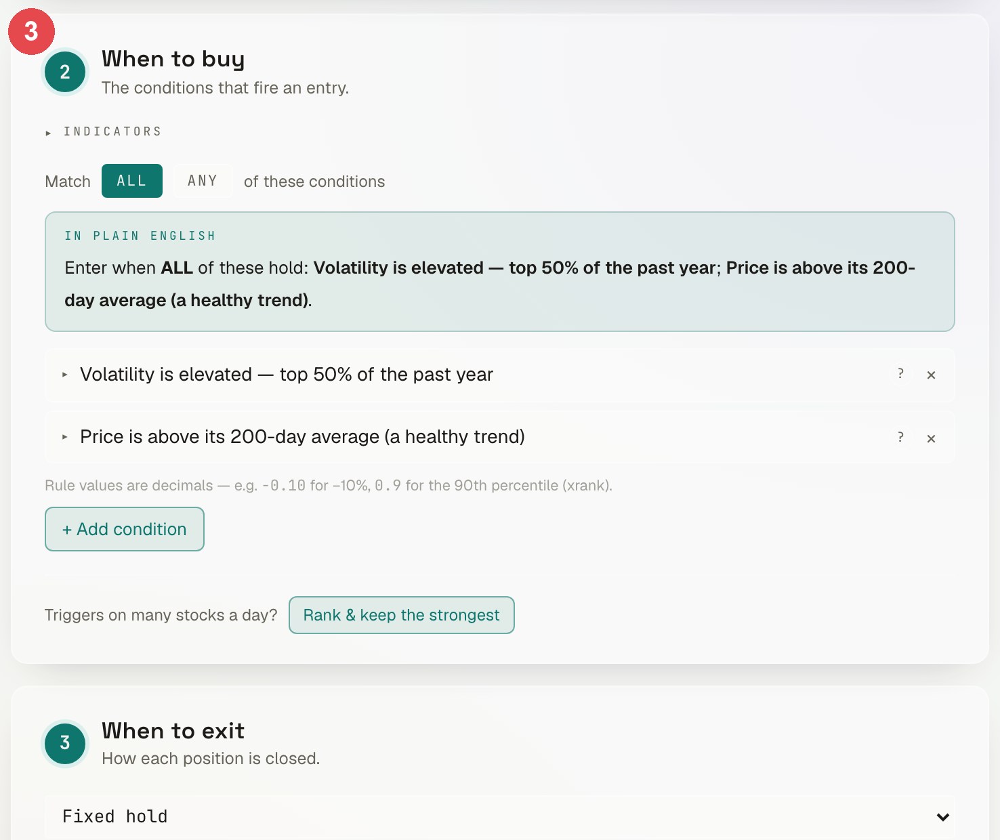 3
2
When to buy
The conditions that fire an entry.
▸ INDICATORS
Match ALL ANY of these conditions
IN PLAIN ENGLISH
Enter when ALL of these hold: Volatility is elevated — top 50% of the past year; Price is above its 200-
day average (a healthy trend).
▸ Volatility is elevated — top 50% of the past year ? ×
▸ Price is above its 200-day average (a healthy trend) ? ×
Rule values are decimals — e.g. -0.10 for −10%, 0.9 for the 90th percentile (xrank).
+ Add condition
Triggers on many stocks a day? Rank & keep the strongest
3
When to exit
How each position is closed.
Fixed hold